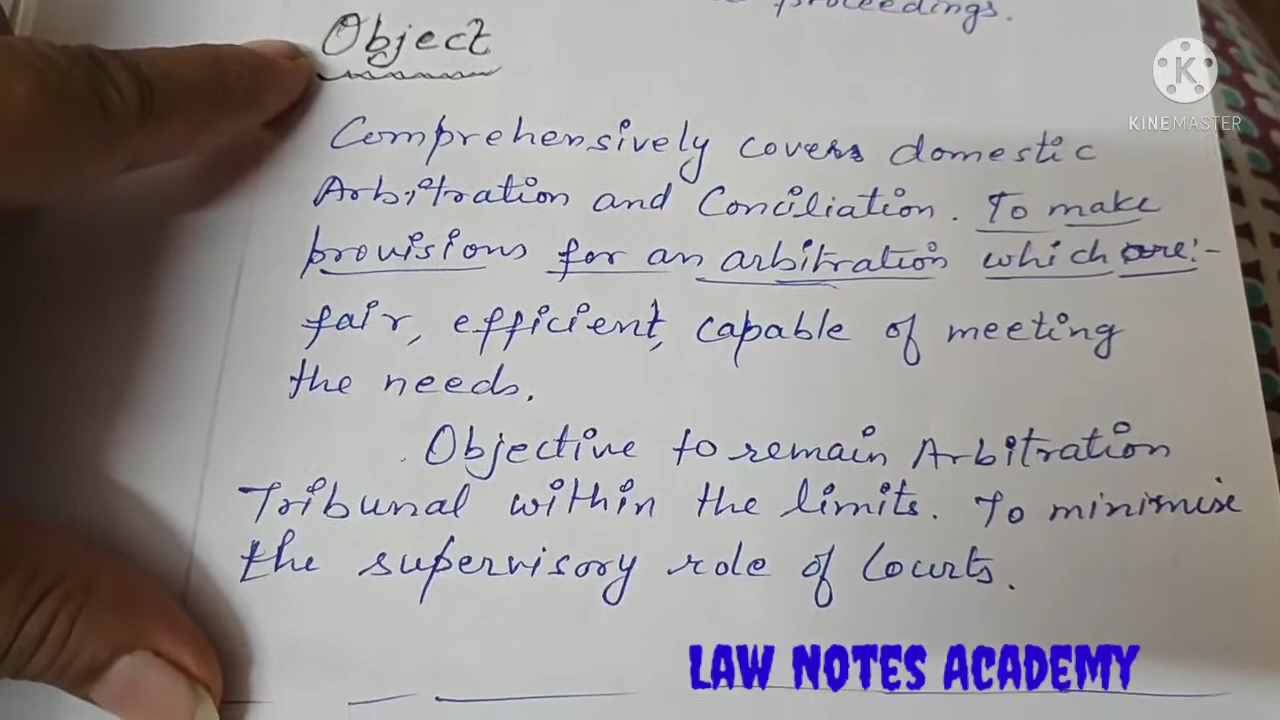 proceedings.
Object
KINEMASTER
Comprehensively covers domestic
Arbitration and Conciliation. To make
provisions for an arbitration which are:-
fair, efficient, capable of meeting
the needs.
Objective to remain Arbitration
Tribunal within the limits. To minimise
the supervisory role of Courts.
LAW NOTES ACADEMY